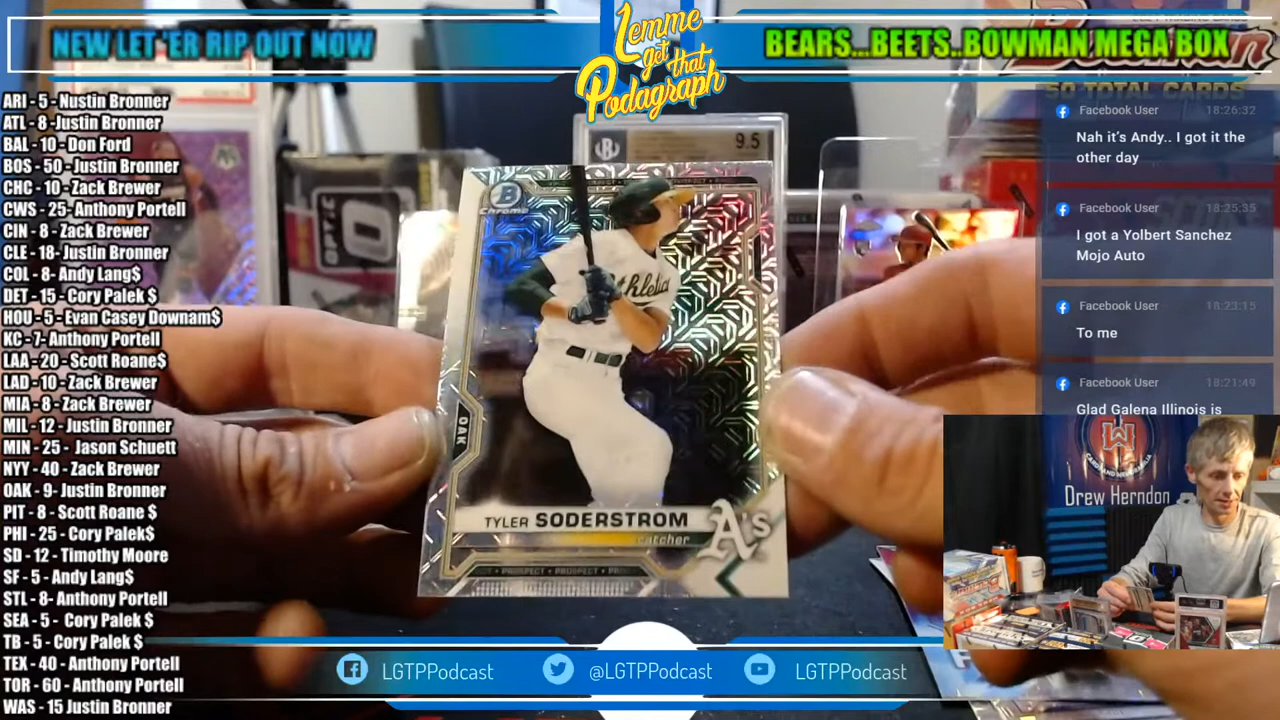 NEW LET 'ER RIP OUT NOW
Lemme
get
that
Podagraph
BEARS...BEETS..BOWMAN MEGA BOX
Bowman
50 TOTAL CARDS
ARI - 5 - Nustin Bronner
ATL - 8 -Justin Bronner
BAL - 10 - Don Ford
BOS - 50 - Justin Bronner
CHC - 10 - Zack Brewer
CWS - 25- Anthony Portell
CIN - 8 - Zack Brewer
CLE - 18- Justin Bronner
COL - 8- Andy Lang$
DET - 15 - Cory Palek $
HOU - 5 - Evan Casey Downam$
KC - 7- Anthony Portell
LAA - 20 - Scott Roane$
LAD - 10 - Zack Brewer
MIA - 8 - Zack Brewer
MIL - 12 - Justin Bronner
MIN - 25 - Jason Schuett
NYY - 40 - Zack Brewer
OAK - 9- Justin Bronner
PIT - 8 - Scott Roane $
PHI - 25 - Cory Palek$
SD - 12 - Timothy Moore
SF - 5 - Andy Lang$
STL - 8- Anthony Portell
SEA - 5 - Cory Palek $
TB - 5 - Cory Palek $
TEX - 40 - Anthony Portell
TOR - 60 - Anthony Portell
WAS - 15 Justin Bronner
OPTIC
9.5
B
Chrome
Athletic
OAK
TYLER SODERSTROM
catcher
A's
PROSPECT
Facebook User 18:26:32
Nah it's Andy.. I got it the
other day
Facebook User 18:25:35
I got a Yolbert Sanchez
Mojo Auto
Facebook User 18:23:15
To me
Facebook User 18:21:49
Glad Galena Illinois is
Drew Herndon
LGTPPodcast
@LGTPPodcast
LGTPPodcast